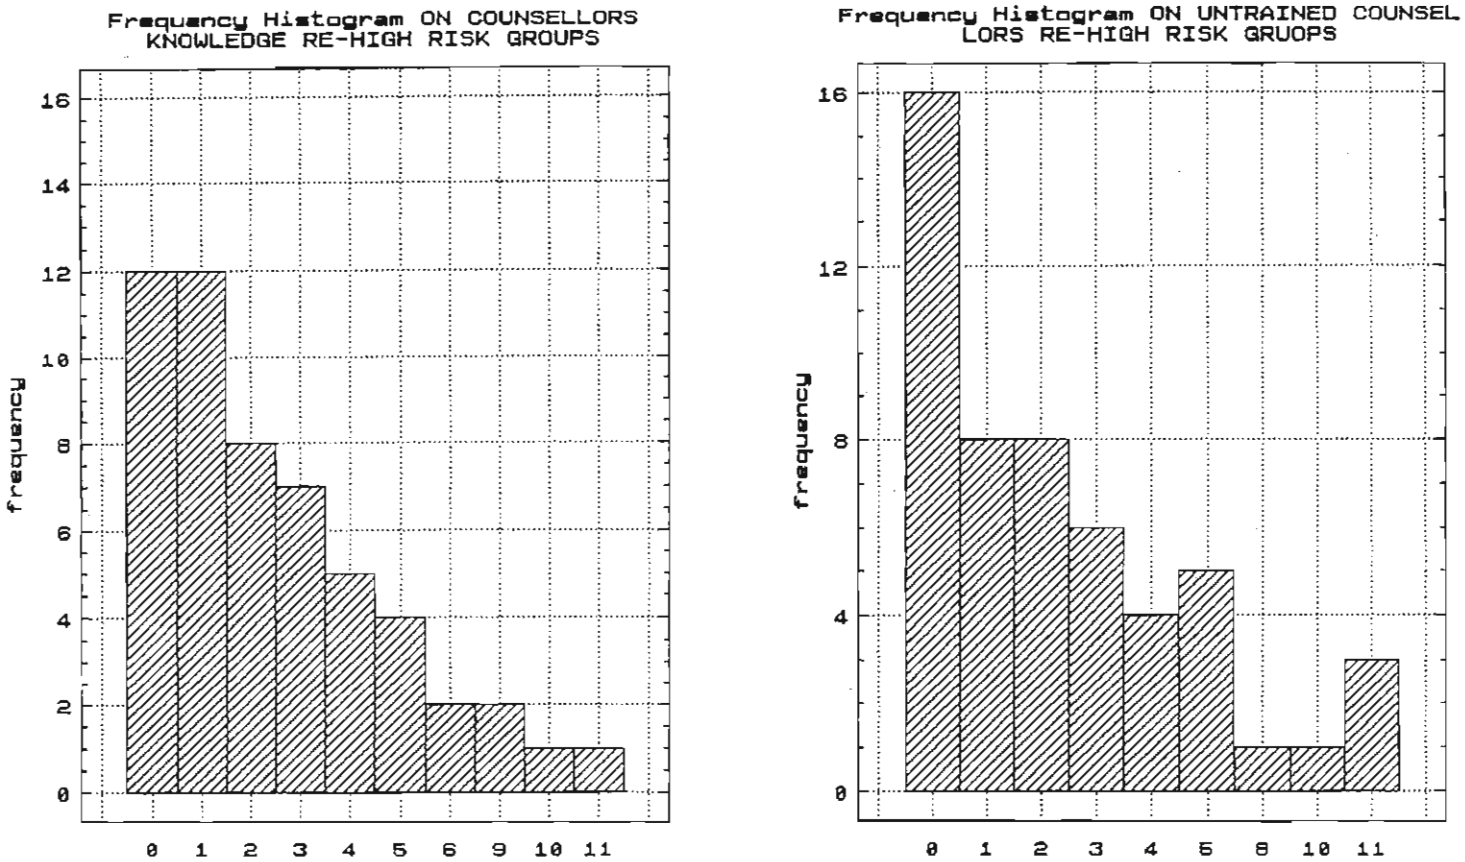 Frequency Histogram ON COUNSELLORS
KNOWLEDGE RE-HIGH RISK GROUPS
frequency
16
14
12
10
8
6
4
2
0
0 1 2 3 4 5 6 9 10 11
Frequency Histogram ON UNTRAINED COUNSEL
LORS RE-HIGH RISK GRUOPS
frequency
16
12
8
4
0
0 1 2 3 4 5 8 10 11